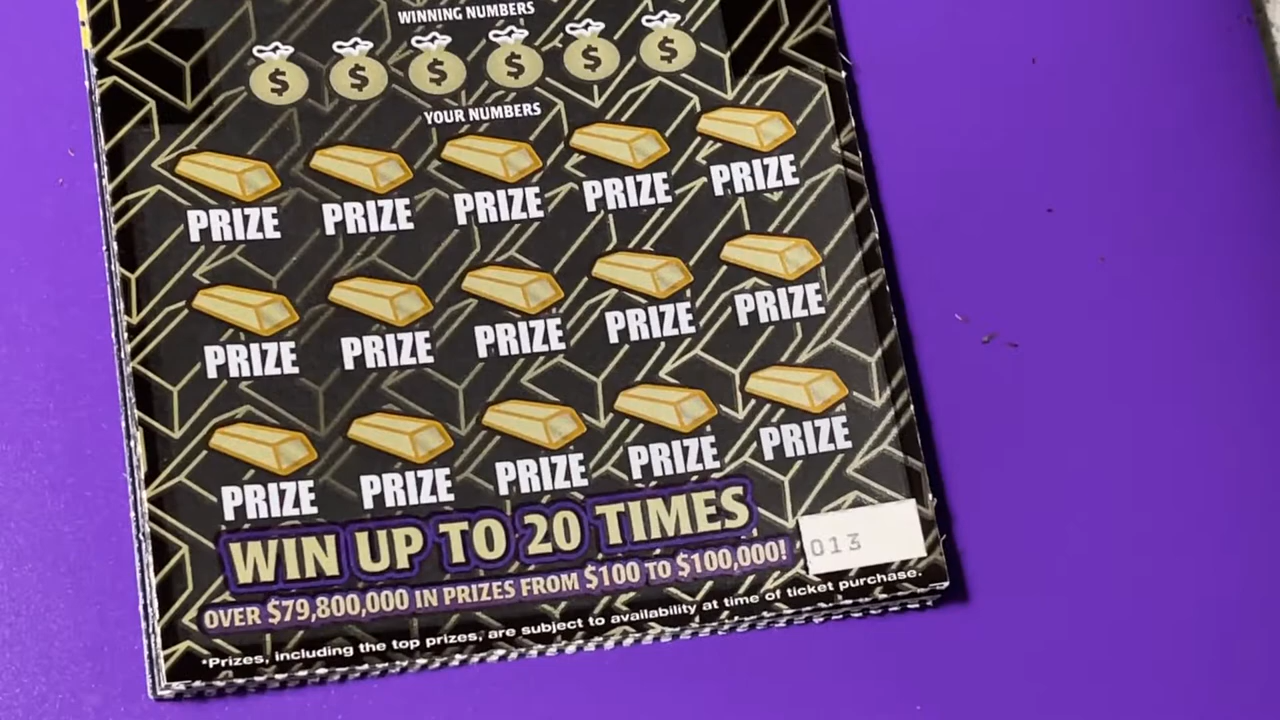 WINNING NUMBERS
$ $ $ $ $ $
YOUR NUMBERS
PRIZE PRIZE PRIZE PRIZE PRIZE
PRIZE PRIZE PRIZE PRIZE PRIZE
PRIZE PRIZE PRIZE PRIZE PRIZE
WIN UP TO 20 TIMES
OVER $79,800,000 IN PRIZES FROM $100 TO $100,000!
013
*Prizes, including the top prizes, are subject to availability at time of ticket purchase.